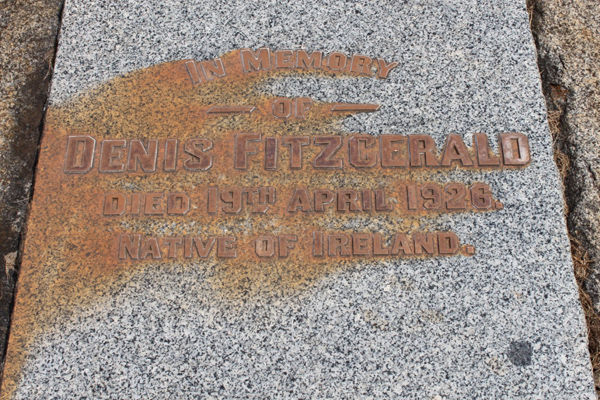 IN MEMORY
OF
DENIS FITZGERALD
DIED 19TH APRIL 1926.
NATIVE OF IRELAND.